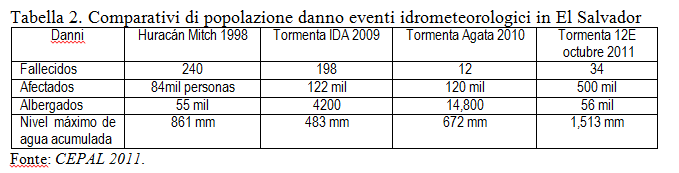 Tabella 2. Comparativi di popolazione danno eventi idrometeorologici in El Salvador
Danni Huracán Mitch 1998 Tormenta IDA 2009 Tormenta Agata 2010 Tormenta 12E
octubre 2011
Fallecidos 240 198 12 34
Afectados 84mil personas 122 mil 120 mil 500 mil
Albergados 55 mil 4200 14,800 56 mil
Nivel máximo de 861 mm 483 mm 672 mm 1,513 mm
agua acumulada
Fonte: CEPAL 2011.